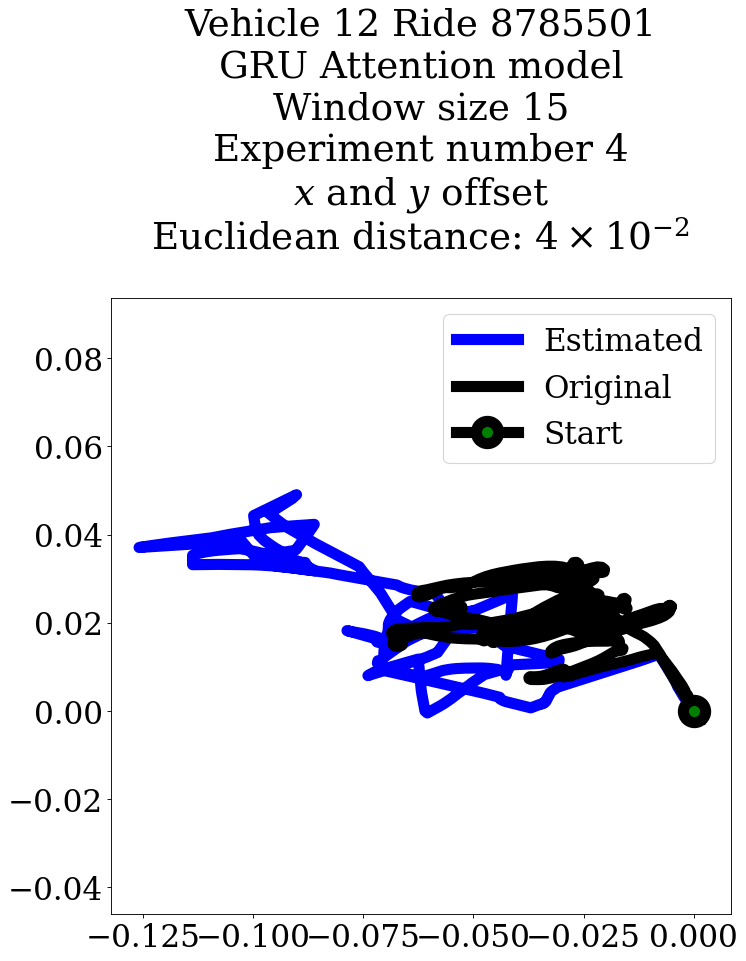 Vehicle 12 Ride 8785501
GRU Attention model
Window size 15
Experiment number 4
x and y offset
Euclidean distance: 4 × 10⁻²
Estimated
Original
Start
0.08
0.06
0.04
0.02
0.00
−0.02
−0.04
−0.125 −0.100 −0.075 −0.050 −0.025 0.000